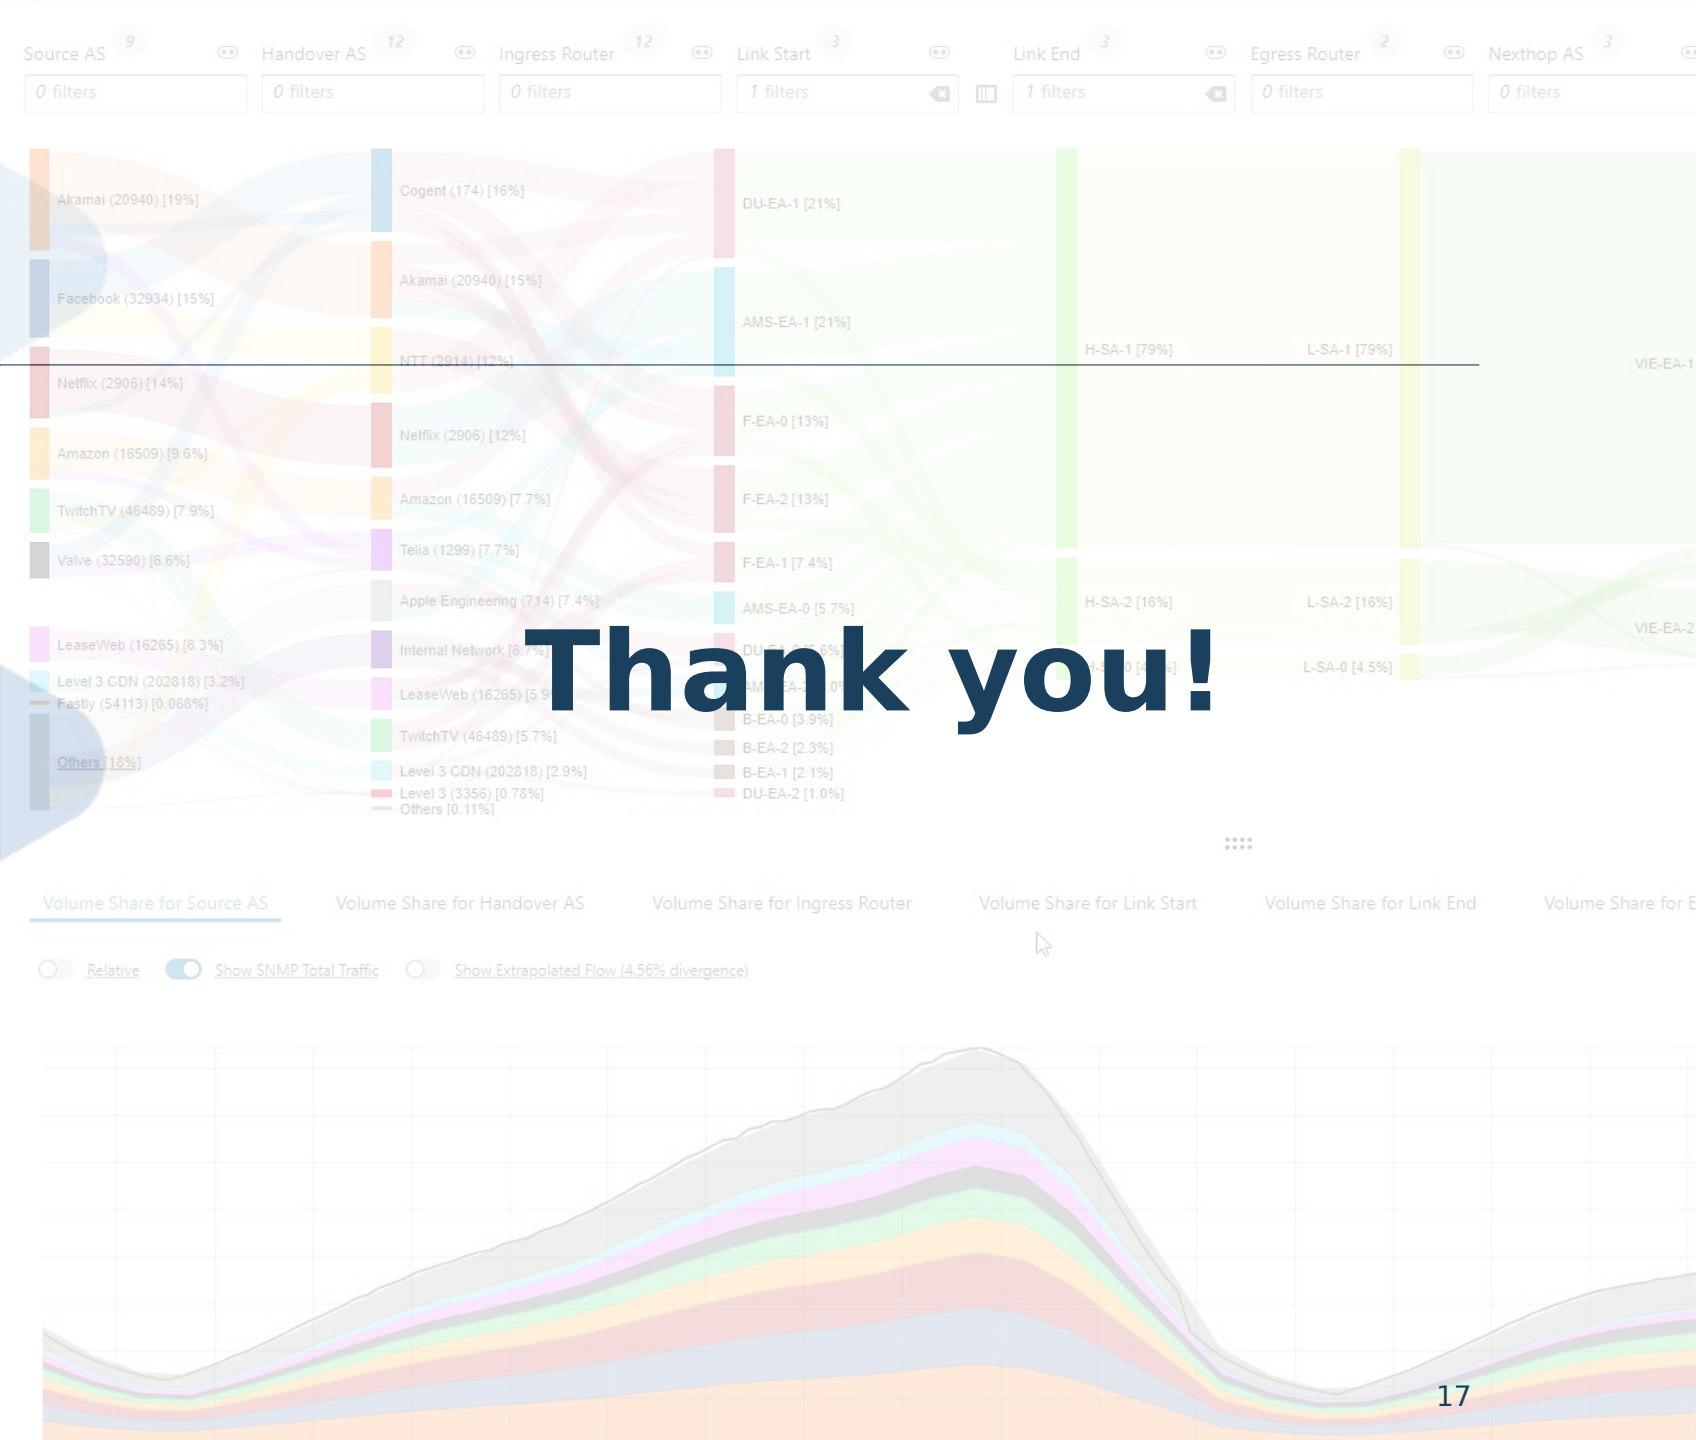 Source AS 9 Handover AS 12 Ingress Router 12 Link Start 3 Link End 3 Egress Router 2 Nexthop AS 3
0 filters 0 filters 0 filters 1 filters 1 filters 0 filters 0 filters
Akamai (20940) [19%]
Facebook (32934) [15%]
Netflix (2906) [14%]
Amazon (16509) [9.6%]
TwitchTV (46489) [7.9%]
Valve (32590) [6.6%]
LeaseWeb (16265) [6.3%]
Level 3 CDN (202818) [3.2%]
Fastly (54113) [0.068%]
Others [18%]
Cogent (174) [16%]
Akamai (20940) [15%]
NTT (2914) [12%]
Netflix (2906) [12%]
Amazon (16509) [7.7%]
Telia (1299) [7.7%]
Apple Engineering (714) [7.4%]
Internal Network [6.7%]
LeaseWeb (16265) [5.9
TwitchTV (46489) [5.7%]
Level 3 CDN (202818) [2.9%]
Level 3 (3356) [0.78%]
Others [0.11%]
DU-EA-1 [21%]
AMS-EA-1 [21%]
F-EA-0 [13%]
F-EA-2 [13%]
F-EA-1 [7.4%]
AMS-EA-0 [5.7%]
B-EA-0 [3.9%]
B-EA-2 [2.3%]
B-EA-1 [2.1%]
DU-EA-2 [1.0%]
H-SA-1 [79%]
H-SA-2 [16%]
L-SA-1 [79%]
L-SA-2 [16%]
L-SA-0 [4.5%]
VIE-EA-1
VIE-EA-2
Thank you!
Volume Share for Source AS Volume Share for Handover AS Volume Share for Ingress Router Volume Share for Link Start Volume Share for Link End Volume Share for E
Relative Show SNMP Total Traffic Show Extrapolated Flow (4.56% divergence)
17